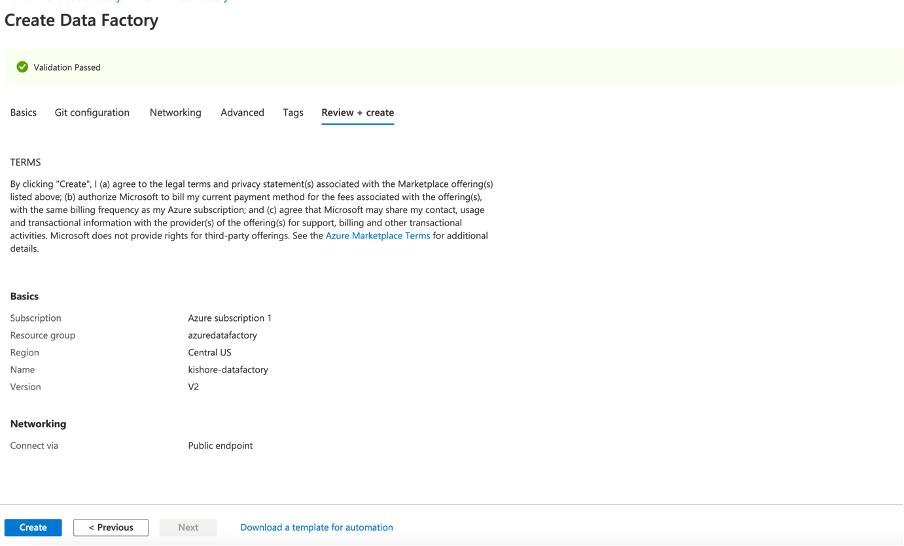 Create Data Factory
Validation Passed
Basics Git configuration Networking Advanced Tags Review + create
TERMS
By clicking "Create", I (a) agree to the legal terms and privacy statement(s) associated with the Marketplace offering(s)
listed above; (b) authorize Microsoft to bill my current payment method for the fees associated with the offering(s),
with the same billing frequency as my Azure subscription; and (c) agree that Microsoft may share my contact, usage
and transactional information with the provider(s) of the offering(s) for support, billing and other transactional
activities. Microsoft does not provide rights for third-party offerings. See the Azure Marketplace Terms for additional
details.
Basics
Subscription Azure subscription 1
Resource group azuredatafactory
Region Central US
Name kishore-datafactory
Version V2
Networking
Connect via Public endpoint
Create < Previous Next Download a template for automation